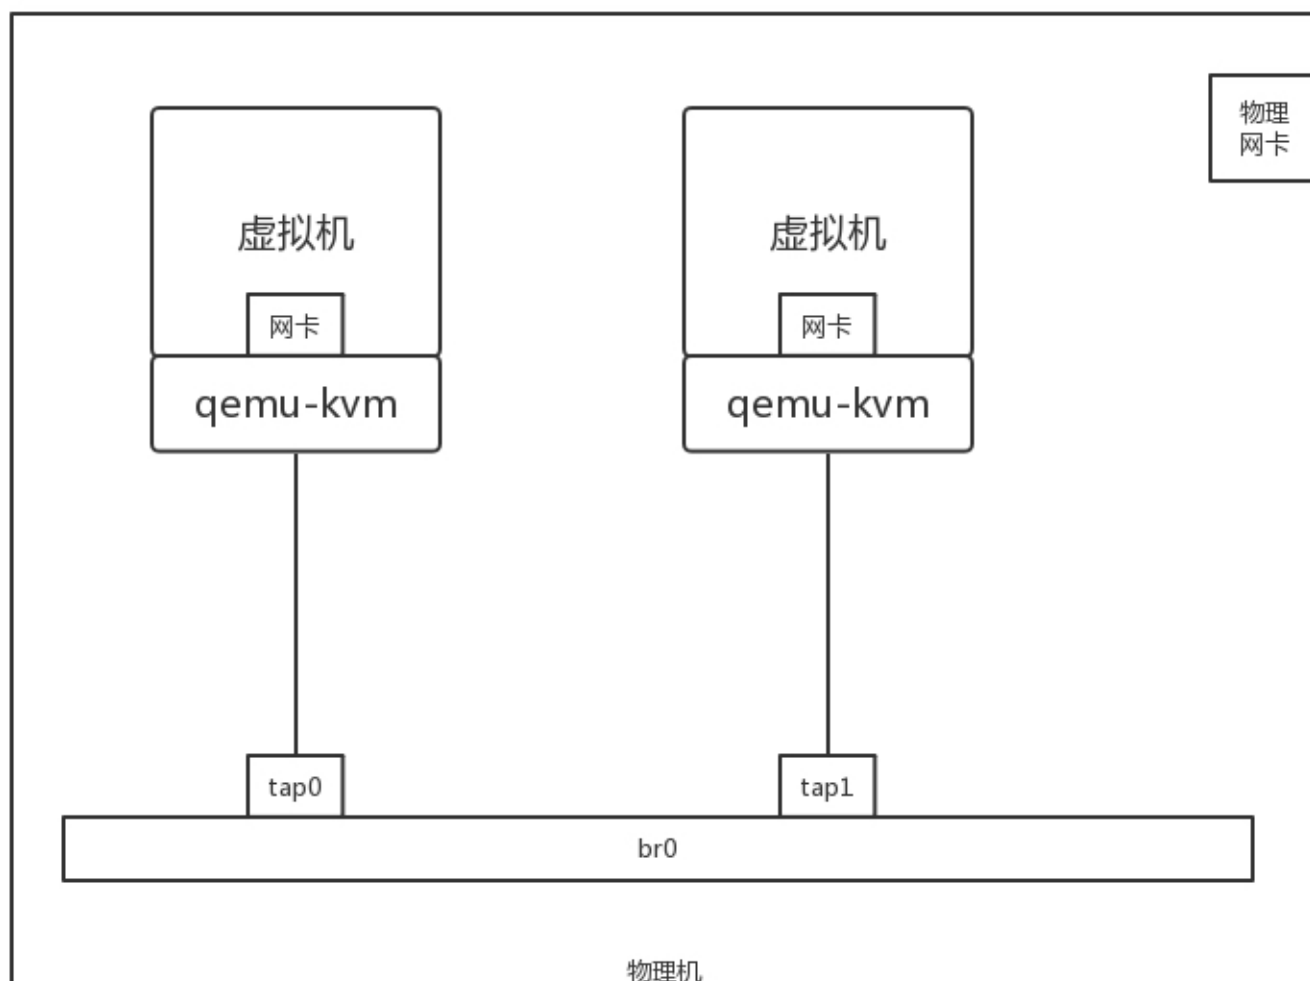 物理
网卡
虚拟机
虚拟机
网卡
网卡
qemu-kvm
qemu-kvm
tap0
tap1
br0
物理机